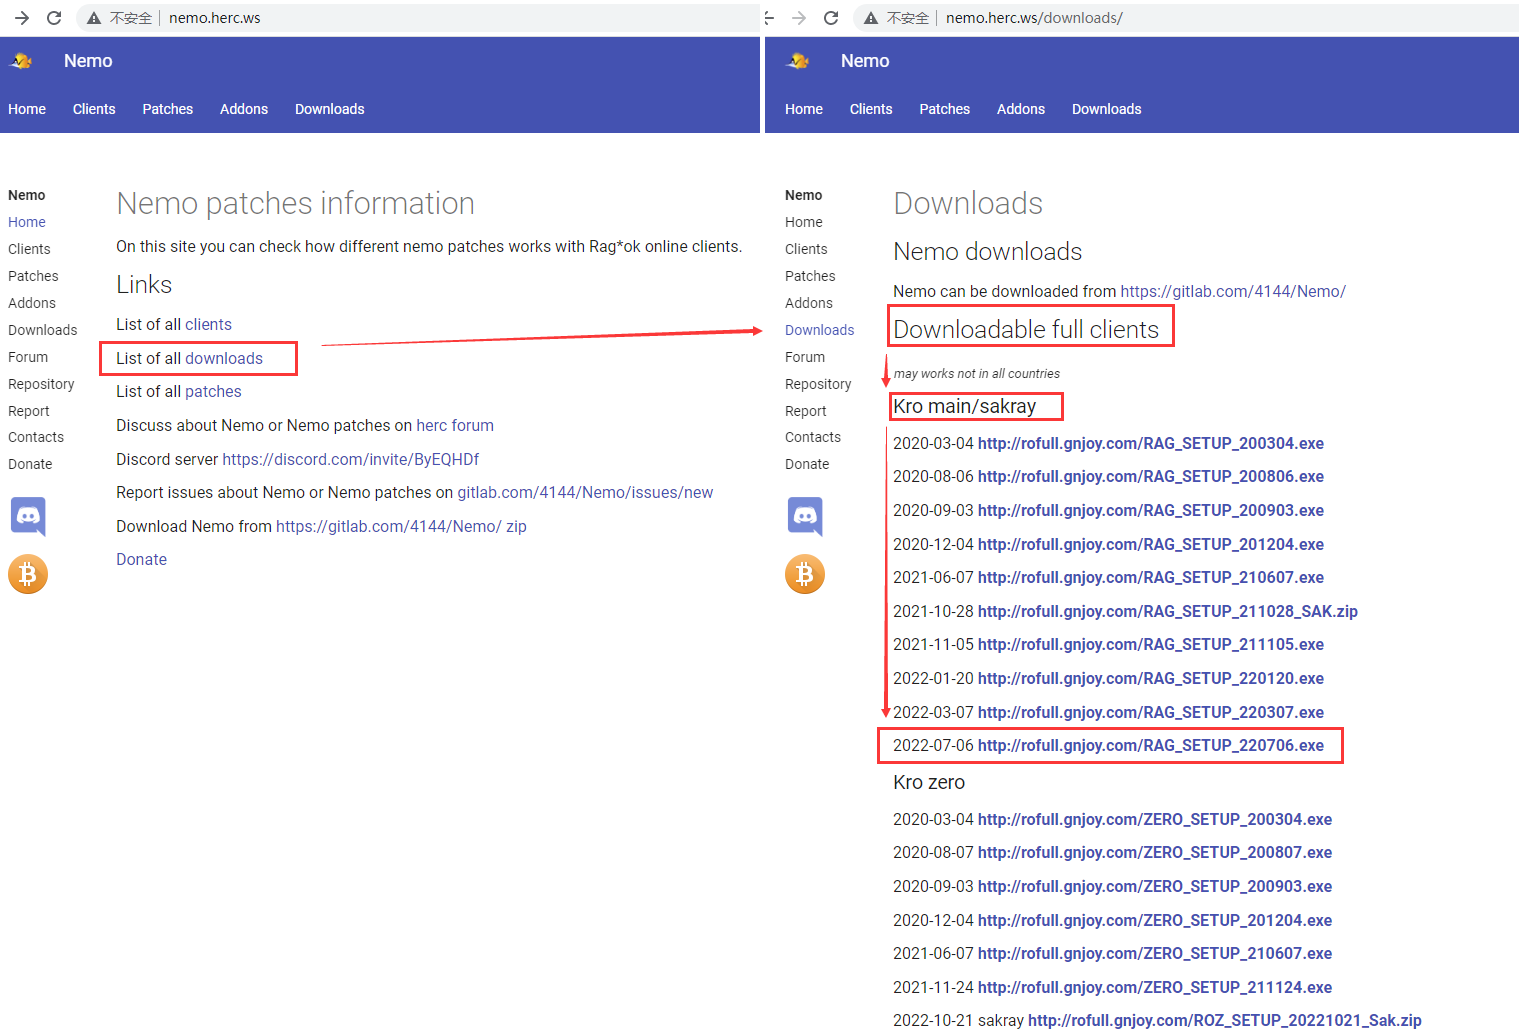 不安全 nemo.herc.ws
Nemo
Home Clients Patches Addons Downloads
Nemo
Home
Clients
Patches
Addons
Downloads
Forum
Repository
Report
Contacts
Donate
Nemo patches information
On this site you can check how different nemo patches works with Rag*ok online clients.
Links
List of all clients
List of all downloads
List of all patches
Discuss about Nemo or Nemo patches on herc forum
Discord server https://discord.com/invite/ByEQHDf
Report issues about Nemo or Nemo patches on gitlab.com/4144/Nemo/issues/new
Download Nemo from https://gitlab.com/4144/Nemo/ zip
Donate
不安全 nemo.herc.ws/downloads/
Nemo
Home Clients Patches Addons Downloads
Nemo
Home
Clients
Patches
Addons
Downloads
Forum
Repository
Report
Contacts
Donate
Downloads
Nemo downloads
Nemo can be downloaded from https://gitlab.com/4144/Nemo/
Downloadable full clients
may works not in all countries
Kro main/sakray
2020-03-04 http://rofull.gnjoy.com/RAG_SETUP_200304.exe
2020-08-06 http://rofull.gnjoy.com/RAG_SETUP_200806.exe
2020-09-03 http://rofull.gnjoy.com/RAG_SETUP_200903.exe
2020-12-04 http://rofull.gnjoy.com/RAG_SETUP_201204.exe
2021-06-07 http://rofull.gnjoy.com/RAG_SETUP_210607.exe
2021-10-28 http://rofull.gnjoy.com/RAG_SETUP_211028_SAK.zip
2021-11-05 http://rofull.gnjoy.com/RAG_SETUP_211105.exe
2022-01-20 http://rofull.gnjoy.com/RAG_SETUP_220120.exe
2022-03-07 http://rofull.gnjoy.com/RAG_SETUP_220307.exe
2022-07-06 http://rofull.gnjoy.com/RAG_SETUP_220706.exe
Kro zero
2020-03-04 http://rofull.gnjoy.com/ZERO_SETUP_200304.exe
2020-08-07 http://rofull.gnjoy.com/ZERO_SETUP_200807.exe
2020-09-03 http://rofull.gnjoy.com/ZERO_SETUP_200903.exe
2020-12-04 http://rofull.gnjoy.com/ZERO_SETUP_201204.exe
2021-06-07 http://rofull.gnjoy.com/ZERO_SETUP_210607.exe
2021-11-24 http://rofull.gnjoy.com/ZERO_SETUP_211124.exe
2022-10-21 sakray http://rofull.gnjoy.com/ROZ_SETUP_20221021_Sak.zip